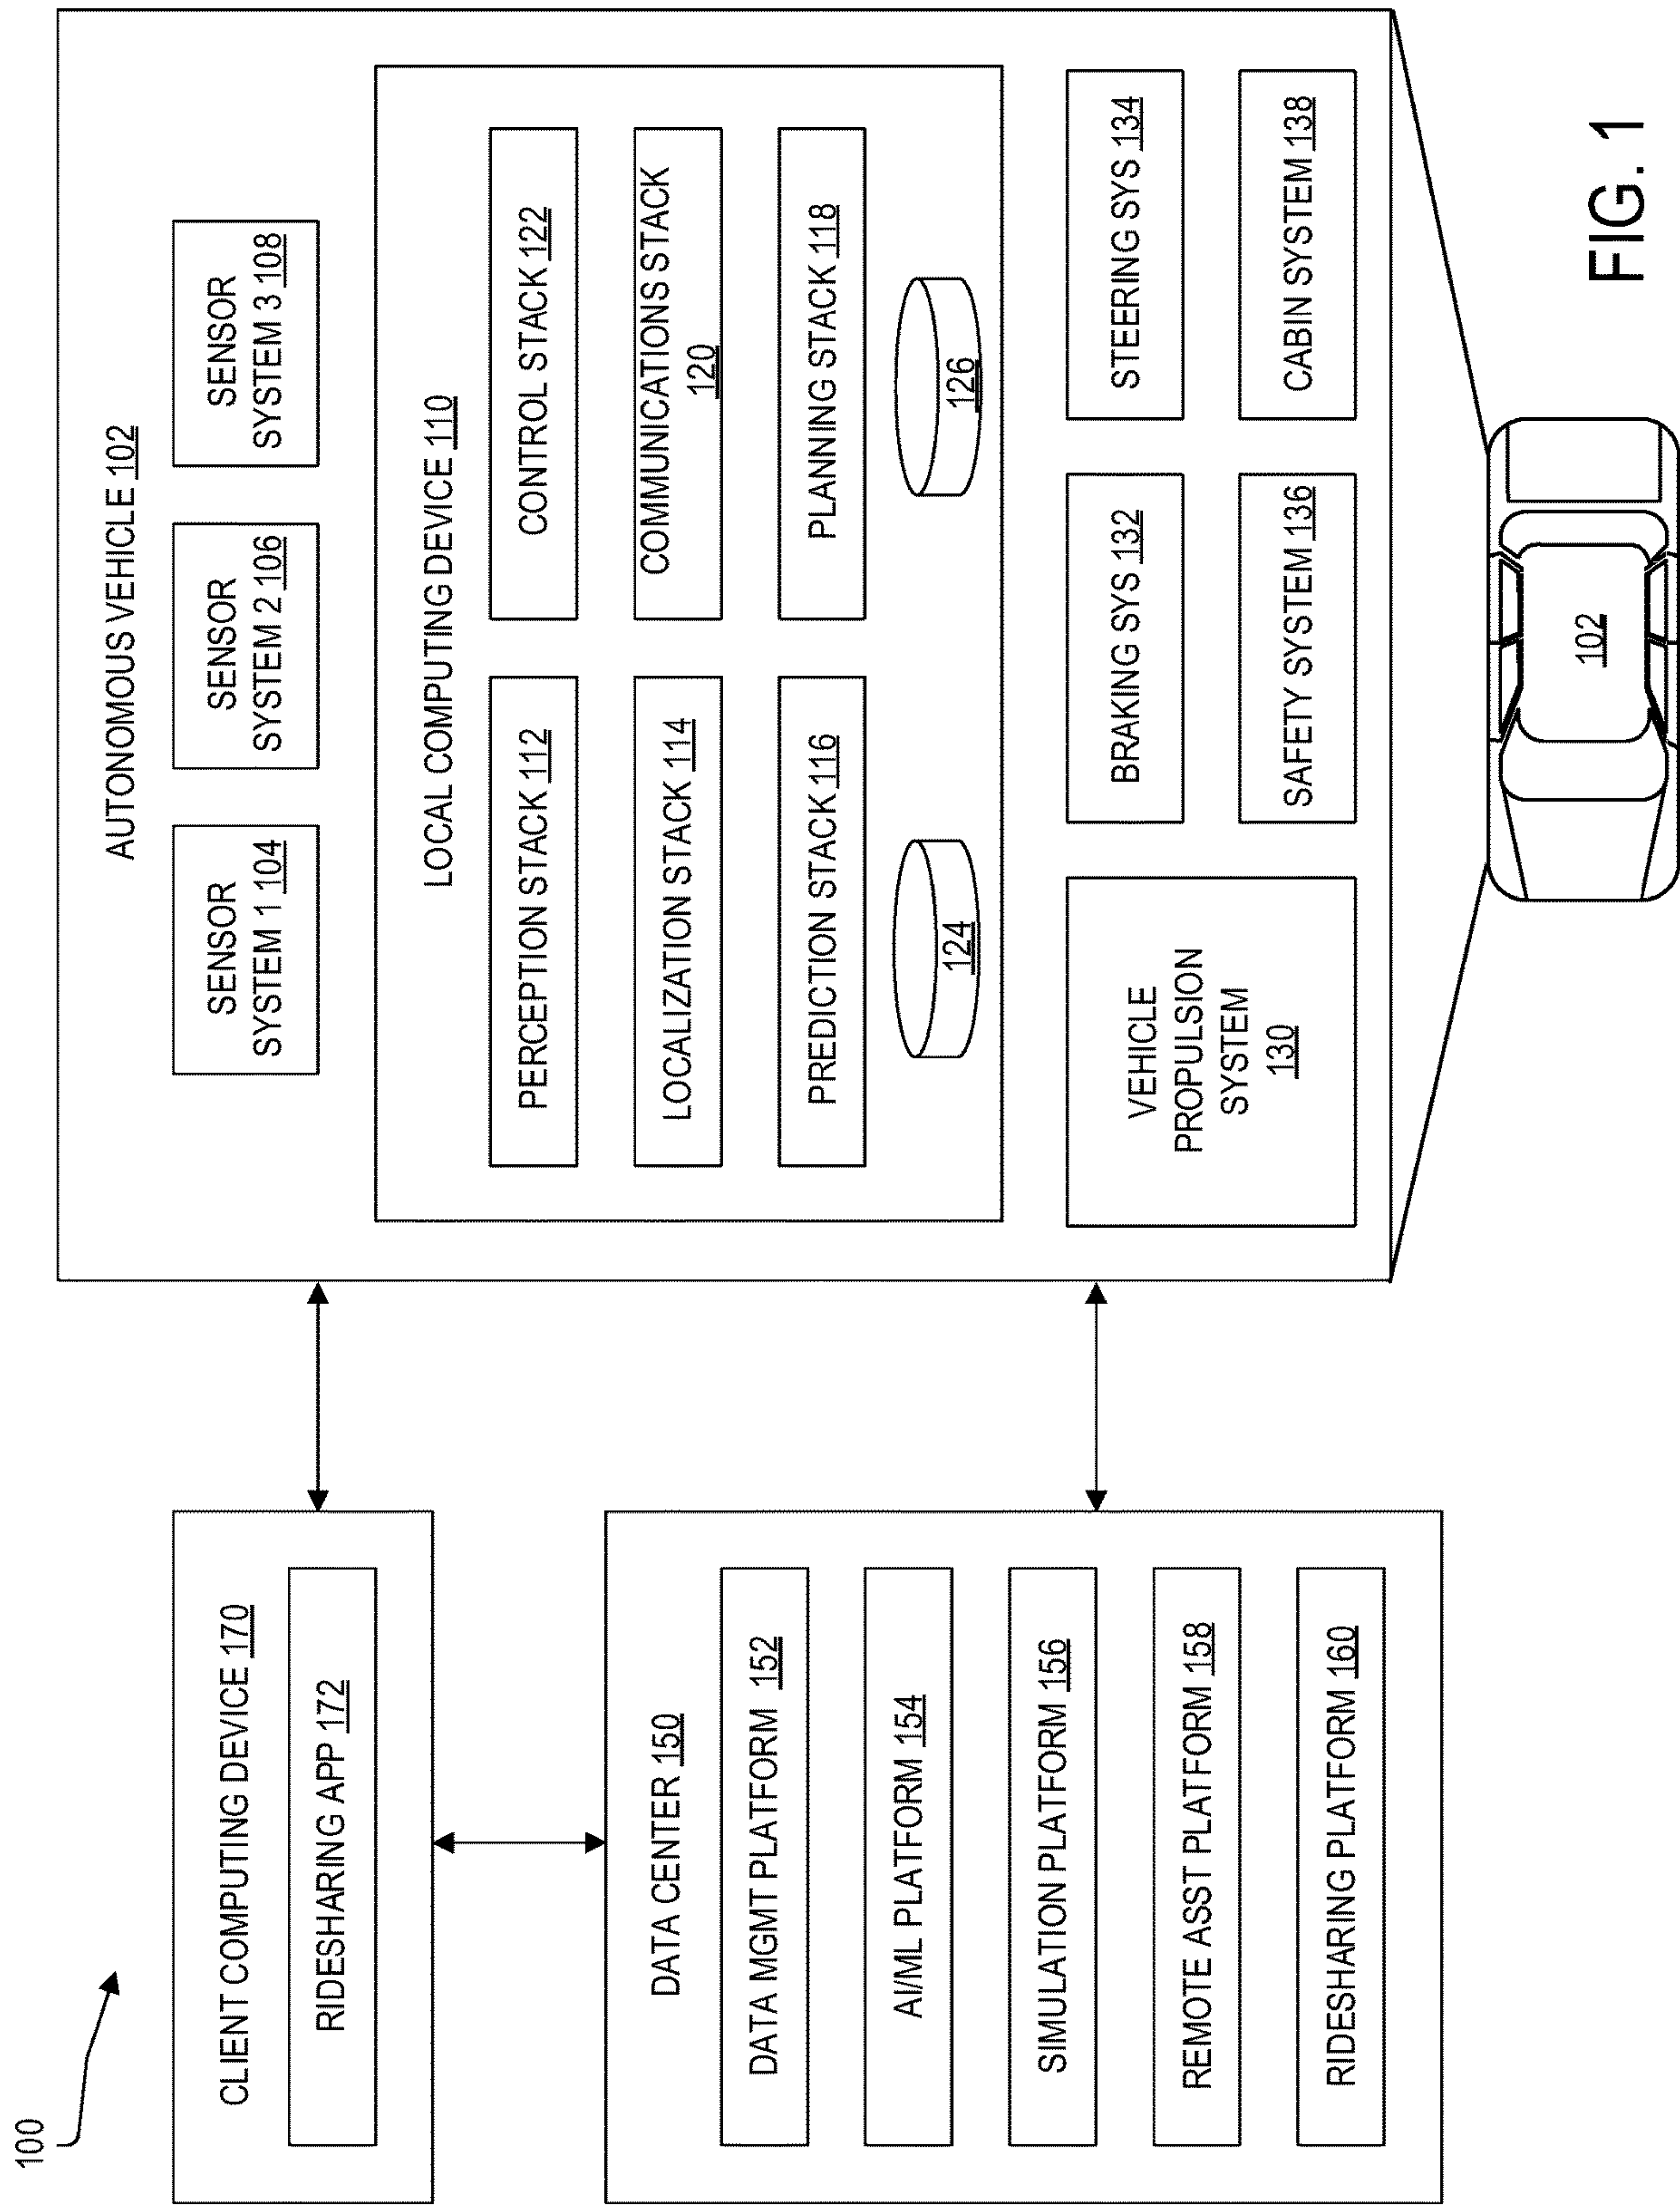 100
CLIENT COMPUTING DEVICE 170
RIDESHARING APP 172
DATA CENTER 150
DATA MGMT PLATFORM 152
AI/ML PLATFORM 154
SIMULATION PLATFORM 156
REMOTE ASST PLATFORM 158
RIDESHARING PLATFORM 160
AUTONOMOUS VEHICLE 102
SENSOR
SYSTEM 1 104
SENSOR
SYSTEM 2 106
SENSOR
SYSTEM 3 108
LOCAL COMPUTING DEVICE 110
PERCEPTION STACK 112
CONTROL STACK 122
LOCALIZATION STACK 114
COMMUNICATIONS STACK
120
PREDICTION STACK 116
PLANNING STACK 118
124
126
VEHICLE
PROPULSION
SYSTEM
130
BRAKING SYS 132
STEERING SYS 134
SAFETY SYSTEM 136
CABIN SYSTEM 138
102
FIG. 1